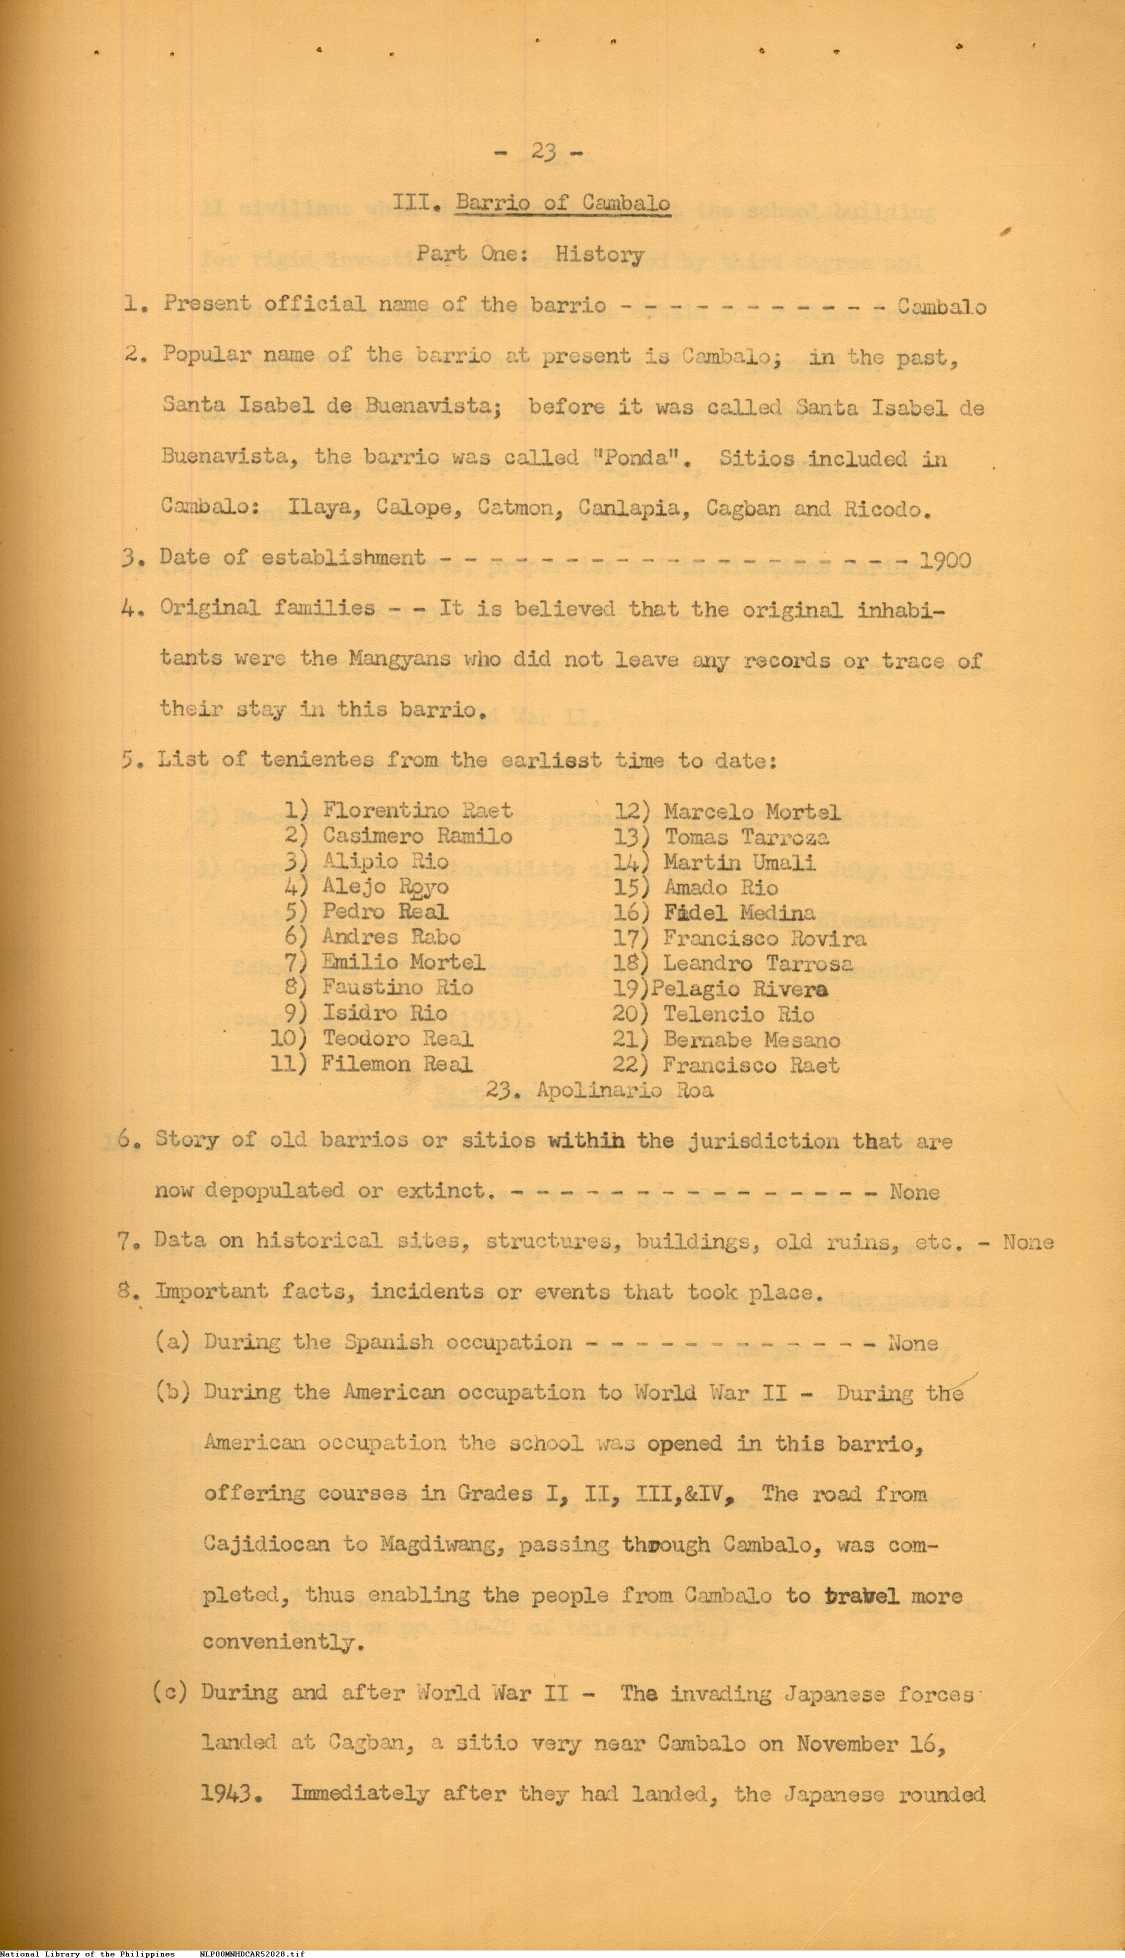 - 23 -
III. Barrio of Cambalo
Part One: History
1. Present official name of the barrio - - - - - - - - - - - Cambalo
2. Popular name of the barrio at present is Cambalo; in the past,
Santa Isabel de Buenavista; before it was called Santa Isabel de
Buenavista, the barrio was called "Ponda". Sitios included in
Cambalo: Ilaya, Calope, Catmon, Canlapia, Cagban and Ricodo.
3. Date of establishment - - - - - - - - - - - - - - - - - - - 1900
4. Original families - - It is believed that the original inhabi-
tants were the Mangyans who did not leave any records or trace of
their stay in this barrio.
5. List of tenientes from the earliest time to date:
1) Florentino Raet
2) Casimero Ramilo
3) Alipio Rio
4) Alejo Royo
5) Pedro Real
6) Andres Rabo
7) Emilio Mortel
8) Faustino Rio
9) Isidro Rio
10) Teodoro Real
11) Filemon Real
12) Marcelo Mortel
13) Tomas Tarroza
14) Martin Umali
15) Amado Rio
16) Fidel Medina
17) Francisco Rovira
18) Leandro Tarrosa
19)Pelagio Rivera
20) Telencio Rio
21) Bernabe Mesano
22) Francisco Raet
23. Apolinario Roa
6. Story of old barrios or sitios within the jurisdiction that are
now depopulated or extinct. - - - - - - - - - - - - - - - None
7. Data on historical sites, structures, buildings, old ruins, etc. - None
8. Important facts, incidents or events that took place.
(a) During the Spanish occupation - - - - - - - - - - - - None
(b) During the American occupation to World War II - During the
American occupation the school was opened in this barrio,
offering courses in Grades I, II, III,&IV, The road from
Cajidiocan to Magdiwang, passing through Cambalo, was com-
pleted, thus enabling the people from Cambalo to travel more
conveniently.
(c) During and after World War II - The invading Japanese forces
landed at Cagban, a sitio very near Cambalo on November 16,
1943. Immediately after they had landed, the Japanese rounded
National Library of the Philippines NLPOOMNHDCAR52028.tif